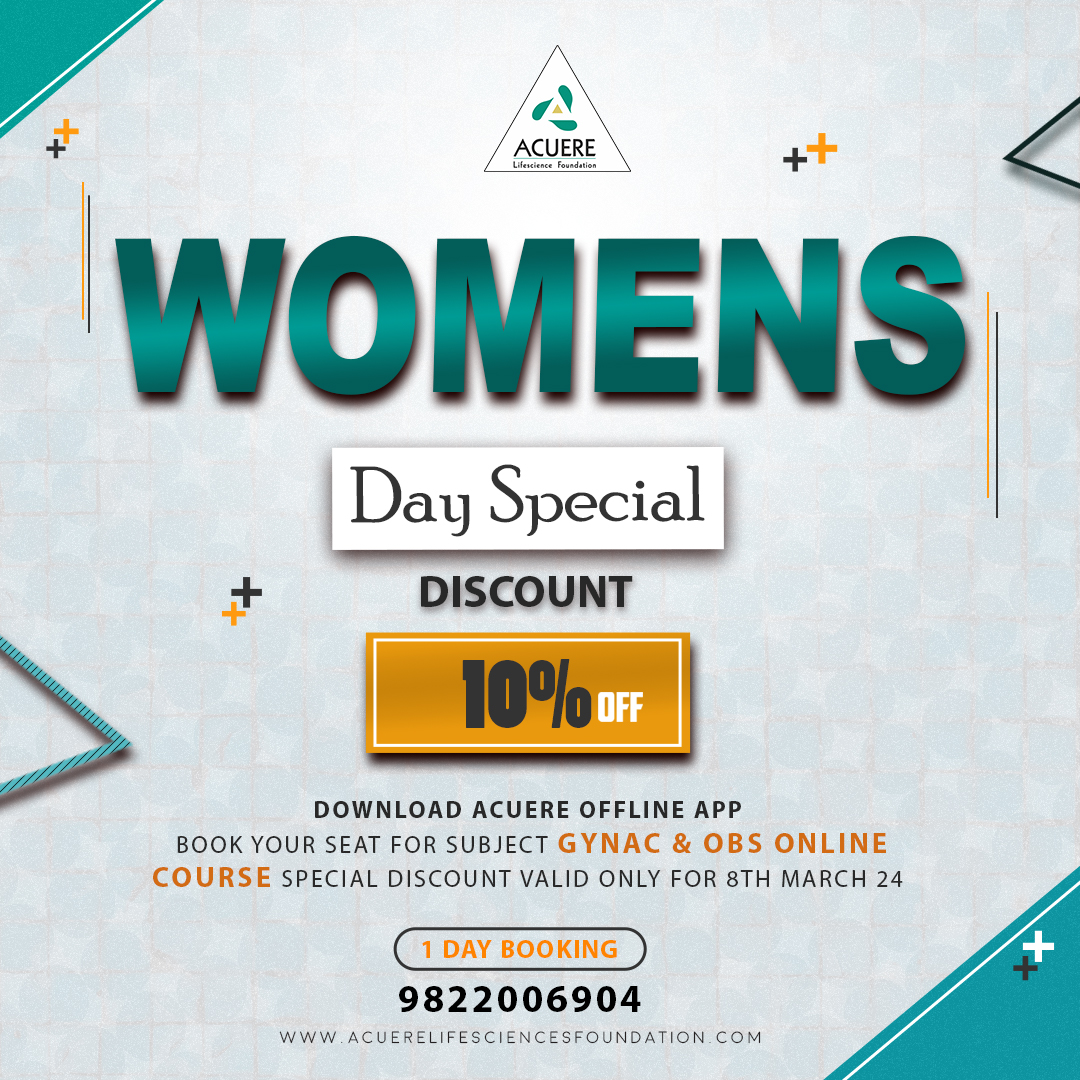 ACUERE
Lifescience Foundation
WOMENS
Day Special
DISCOUNT
10% OFF
DOWNLOAD ACUERE OFFLINE APP
BOOK YOUR SEAT FOR SUBJECT GYNAC & OBS ONLINE
COURSE SPECIAL DISCOUNT VALID ONLY FOR 8TH MARCH 24
1 DAY BOOKING
9822006904
WWW.ACUERELIFESCIENCESFOUNDATION.COM